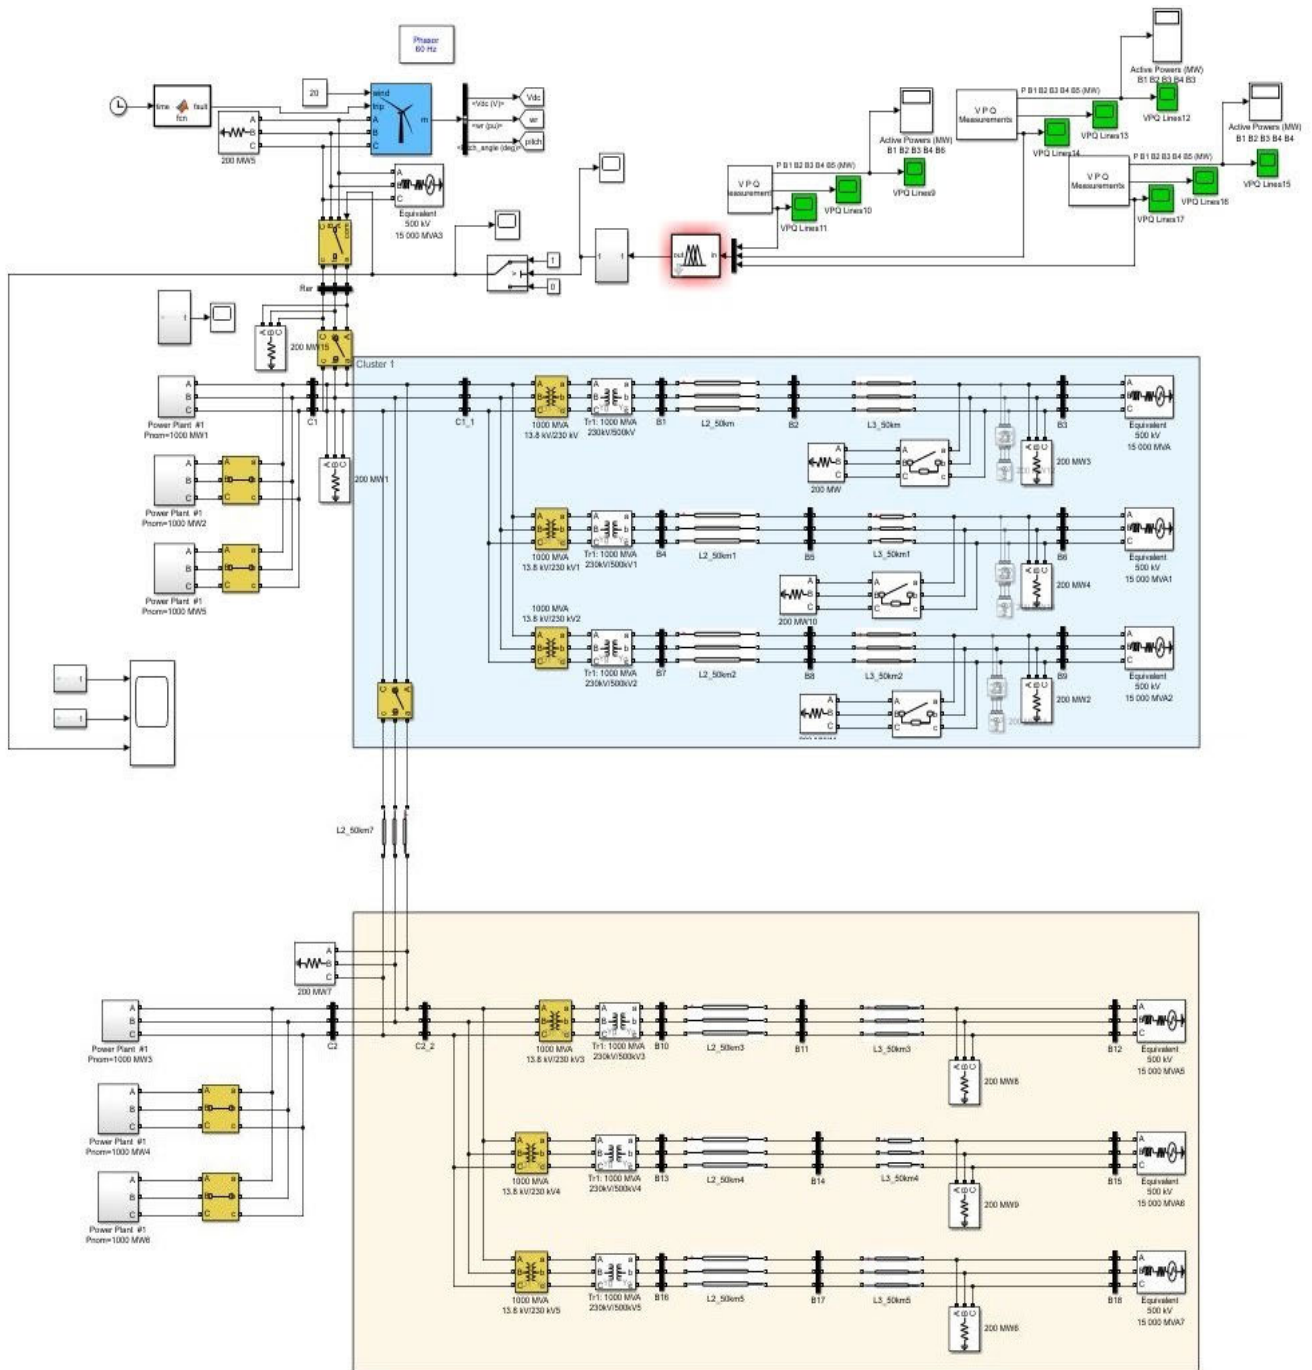 Phasor
60 Hz
time
fault
fcn
20
wind
trip
A
B
C
m
<Vdc (V)>
<wr (pu)>
Vdc
wr
pitch
200 MW5
A
B
C
Equivalent
500 kV
15 000 MVA3
Active Powers (MW)
B1 B2 B3 B4 B3
P B1 B2 B3 B4 B5 (MW)
V P Q
Measurements
VPQ Lines12
VPQ Lines13
VPQ Lines14
Active Powers (MW)
B1 B2 B3 B4 B4
P B1 B2 B3 B4 B5 (MW)
V P Q
Measurements
VPQ Lines15
VPQ Lines16
VPQ Lines17
Active Powers (MW)
B1 B2 B3 B4 B6
P B1 B2 B3 B4 B5 (MW)
V P Q
VPQ Lines9
VPQ Lines10
VPQ Lines11
out
in
t
1
0
200 MW15
Cluster 1
Power Plant #1
Pnom=1000 MW1
C1
C1_1
1000 MVA
13.8 kV/230 kV
Tr1: 1000 MVA
230kV/500kV
B1
L2_50km
B2
L3_50km
B3
Equivalent
500 kV
15 000 MVA
200 MW
200 MW3
200 MW1
Power Plant #1
Pnom=1000 MW2
1000 MVA
13.8 kV/230 kV1
Tr1: 1000 MVA
230kV/500kV1
B4
L2_50km1
B5
L3_50km1
B6
Equivalent
500 kV
15 000 MVA1
200 MW10
200 MW4
Power Plant #1
Pnom=1000 MW5
1000 MVA
13.8 kV/230 kV2
Tr1: 1000 MVA
230kV/500kV2
B7
L2_50km2
B8
L3_50km2
B9
Equivalent
500 kV
15 000 MVA2
200 MW2
L2_50km7
200 MW7
Power Plant #1
Pnom=1000 MW3
C2
C2_2
1000 MVA
13.8 kV/230 kV3
Tr1: 1000 MVA
230kV/500kV3
B10
L2_50km3
B11
L3_50km3
B12
Equivalent
500 kV
15 000 MVA5
200 MW8
Power Plant #1
Pnom=1000 MW4
1000 MVA
13.8 kV/230 kV4
Tr1: 1000 MVA
230kV/500kV4
B13
L2_50km4
B14
L3_50km4
B15
Equivalent
500 kV
15 000 MVA6
200 MW9
Power Plant #1
Pnom=1000 MW6
1000 MVA
13.8 kV/230 kV5
Tr1: 1000 MVA
230kV/500kV5
B16
L2_50km5
B17
L3_50km5
B18
Equivalent
500 kV
15 000 MVA7
200 MW6